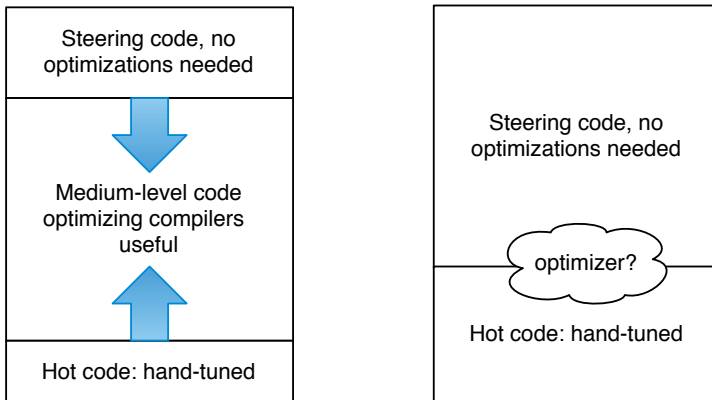 Steering code, no
optimizations needed
Medium-level code
optimizing compilers
useful
Hot code: hand-tuned
Steering code, no
optimizations needed
optimizer?
Hot code: hand-tuned